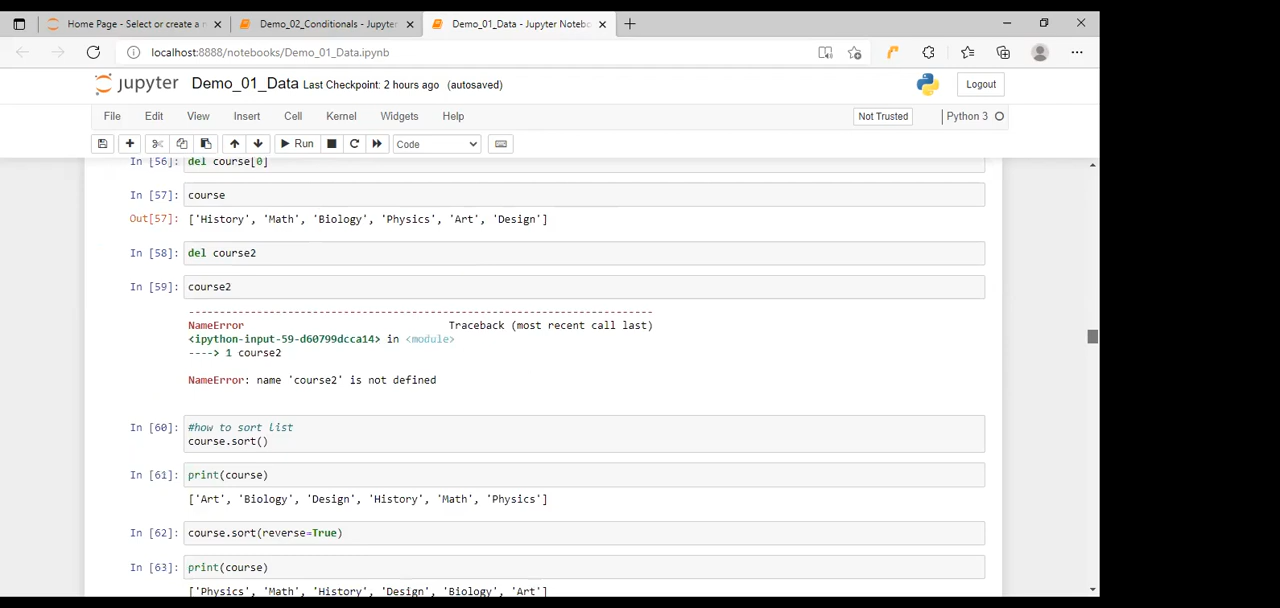 Home Page - Select or create a n
Demo_02_Conditionals - Jupyter
Demo_01_Data - Jupyter Notebo
localhost:8888/notebooks/Demo_01_Data.ipynb
jupyter Demo_01_Data Last Checkpoint: 2 hours ago (autosaved)
Logout
File Edit View Insert Cell Kernel Widgets Help
Not Trusted
Python 3
Run
Code
In [56]: del course[0]
In [57]: course
Out[57]: ['History', 'Math', 'Biology', 'Physics', 'Art', 'Design']
In [58]: del course2
In [59]: course2
---------------------------------------------------------------------------
NameError Traceback (most recent call last)
<ipython-input-59-d60799dcca14> in <module>
----> 1 course2
NameError: name 'course2' is not defined
In [60]: #how to sort list
course.sort()
In [61]: print(course)
['Art', 'Biology', 'Design', 'History', 'Math', 'Physics']
In [62]: course.sort(reverse=True)
In [63]: print(course)
['Physics', 'Math', 'History', 'Design', 'Biology', 'Art']